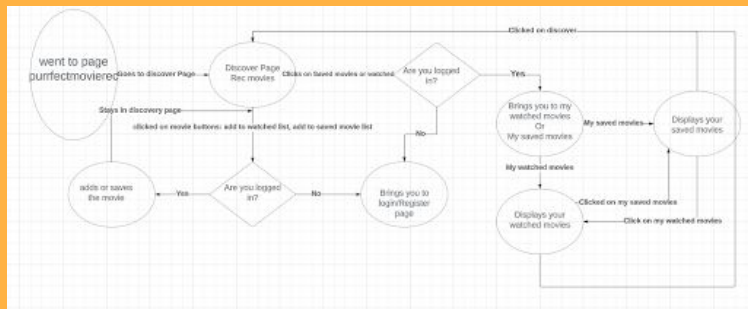 Clicked on discover
went to page
purrfectmovierec
Goes to discover Page
Discover Page
Rec movies
Clicks on Saved movies or watched
Are you logged
in?
Yes
Stays in discovery page
Brings you to my
watched movies
Or
My saved movies
My saved movies
Displays your
saved movies
clicked on movie buttons: add to watched list, add to saved movie list
No
My watched movies
adds or saves
the movie
Yes
Are you logged
in?
No
Brings you to
login/Register
page
Clicked on my saved movies
Displays your
watched movies
Click on my watched movies